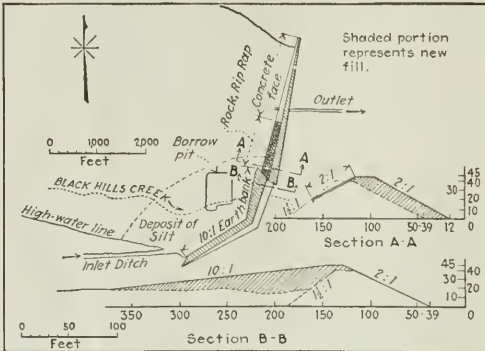 Shaded portion
represents new
fill.
Rock, Rip Rap
Concrete
face
Outlet
0 1,000 2,000
Feet
Borrow
pit
A
A
B
B
BLACK HILLS CREEK
High-water line
Deposit of
Silt
10:1 Earth bank
Inlet Ditch
2:1
2:1
1½:1
45
40
30
20
0
200 150 100 50-39 12
Section A-A
10:1
2:1
1½:1
45
40
20
0
350 300 250 200 150 100 50-39 0
0 50 100
Feet
Section B-B